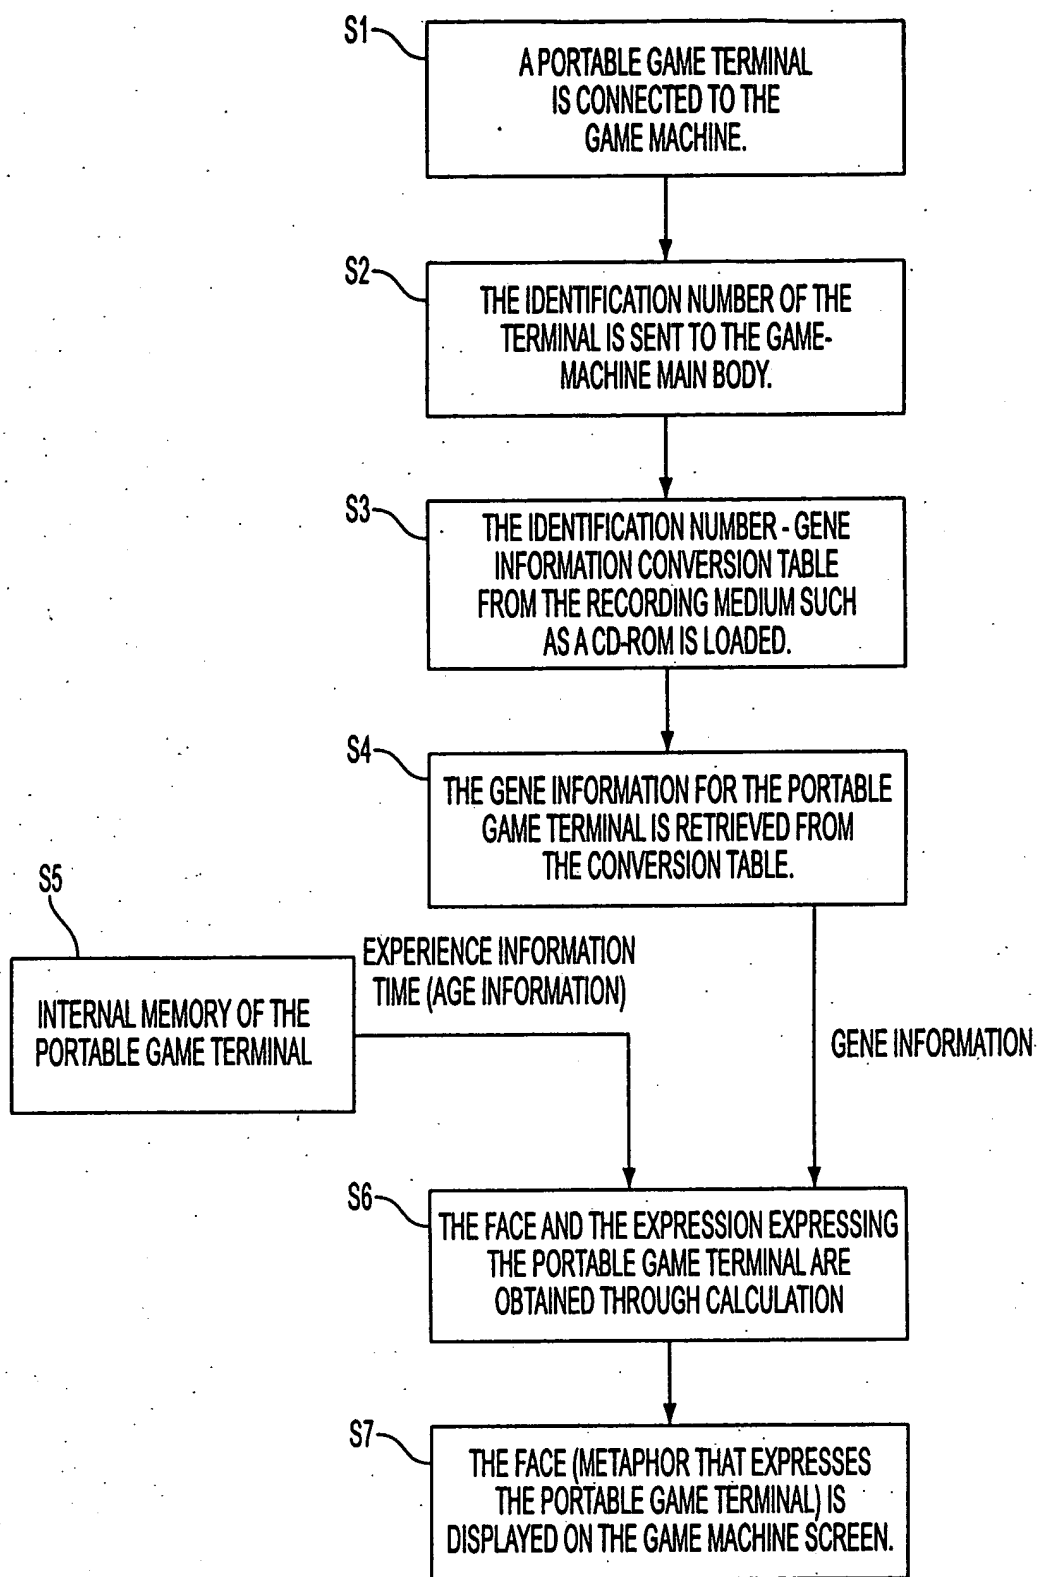 S1
A PORTABLE GAME TERMINAL
IS CONNECTED TO THE
GAME MACHINE.
S2
THE IDENTIFICATION NUMBER OF THE
TERMINAL IS SENT TO THE GAME-
MACHINE MAIN BODY.
S3
THE IDENTIFICATION NUMBER - GENE
INFORMATION CONVERSION TABLE
FROM THE RECORDING MEDIUM SUCH
AS A CD-ROM IS LOADED.
S4
THE GENE INFORMATION FOR THE PORTABLE
GAME TERMINAL IS RETRIEVED FROM
THE CONVERSION TABLE.
S5
INTERNAL MEMORY OF THE
PORTABLE GAME TERMINAL
EXPERIENCE INFORMATION
TIME (AGE INFORMATION)
GENE INFORMATION
S6
THE FACE AND THE EXPRESSION EXPRESSING
THE PORTABLE GAME TERMINAL ARE
OBTAINED THROUGH CALCULATION
S7
THE FACE (METAPHOR THAT EXPRESSES
THE PORTABLE GAME TERMINAL) IS
DISPLAYED ON THE GAME MACHINE SCREEN.